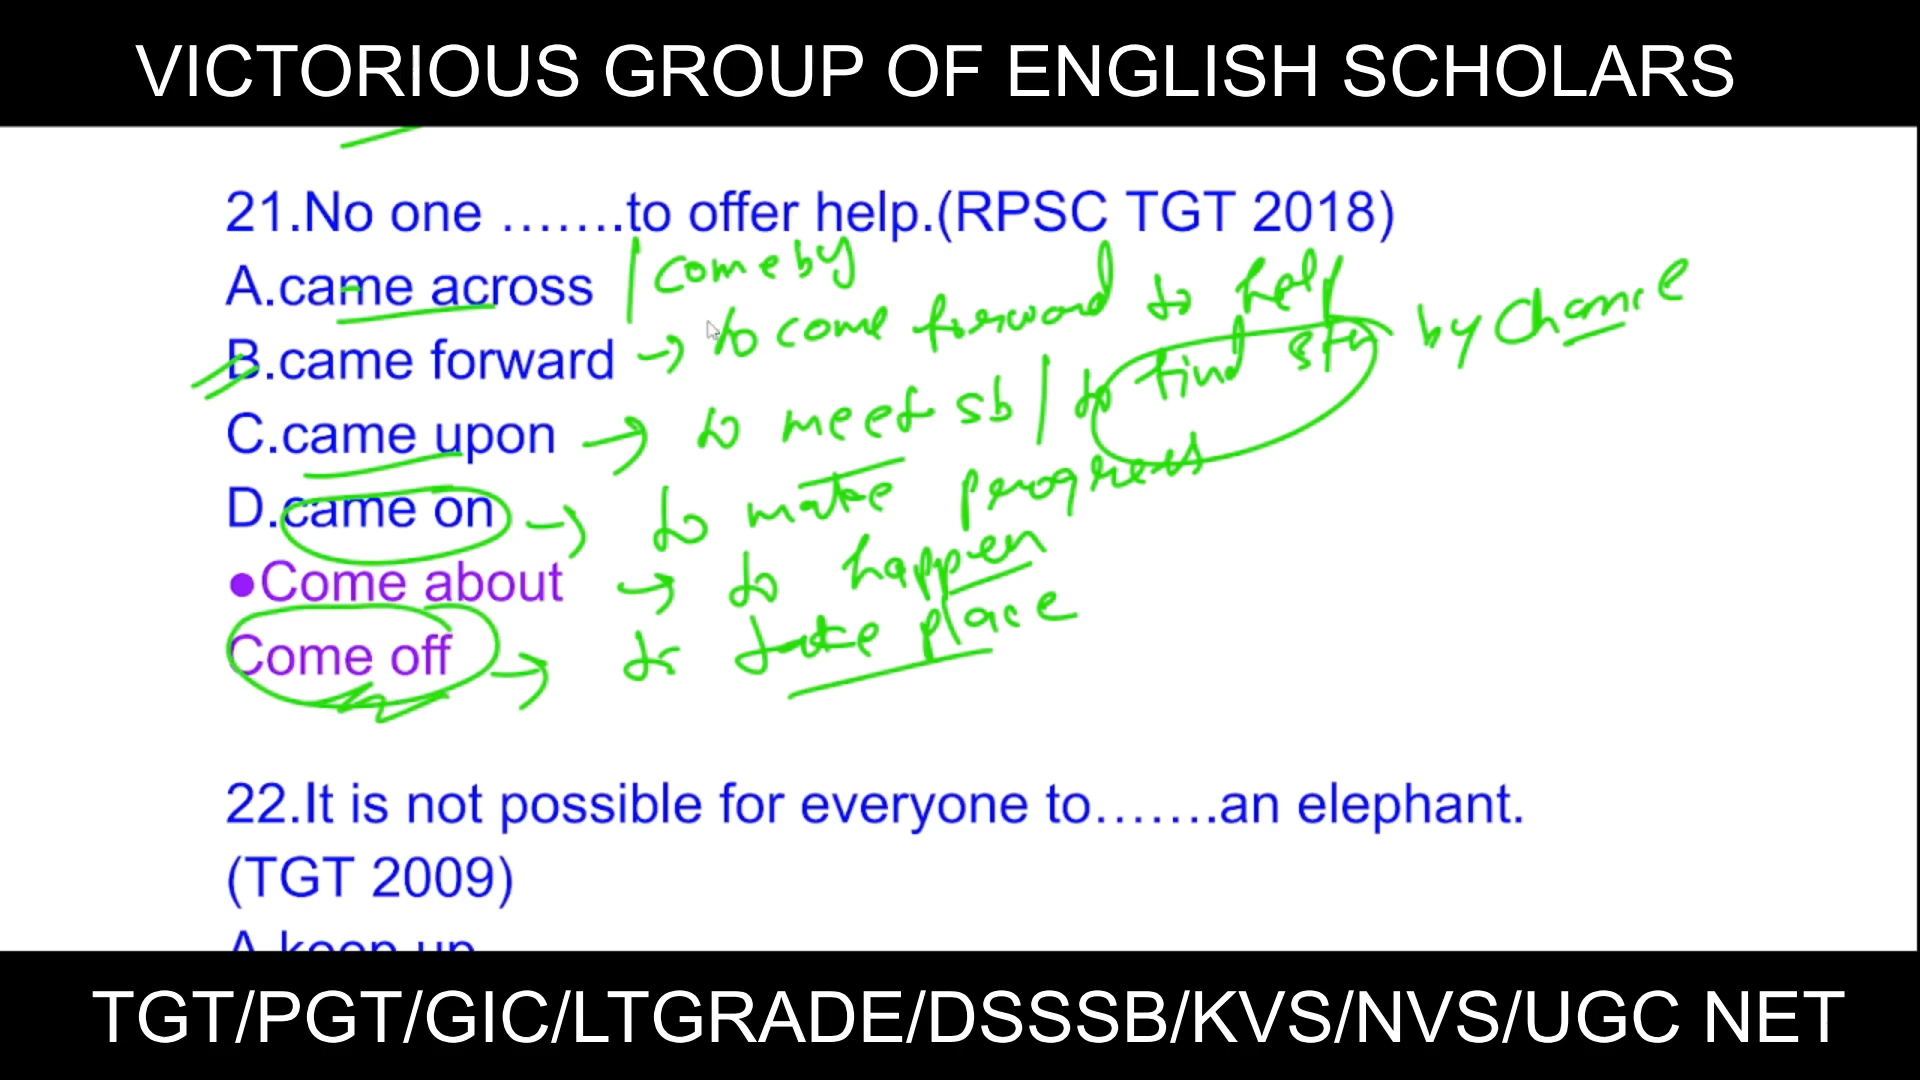 VICTORIOUS GROUP OF ENGLISH SCHOLARS
21.No one …….to offer help.(RPSC TGT 2018)
A.came across | come by
B.came forward → to come forward to help
C.came upon → to meet sb / to find sth by chance
D.came on → to make progress
●Come about → to happen
Come off → to take place
22.It is not possible for everyone to…….an elephant.
(TGT 2009)
A.keep up
TGT/PGT/GIC/LTGRADE/DSSSB/KVS/NVS/UGC NET